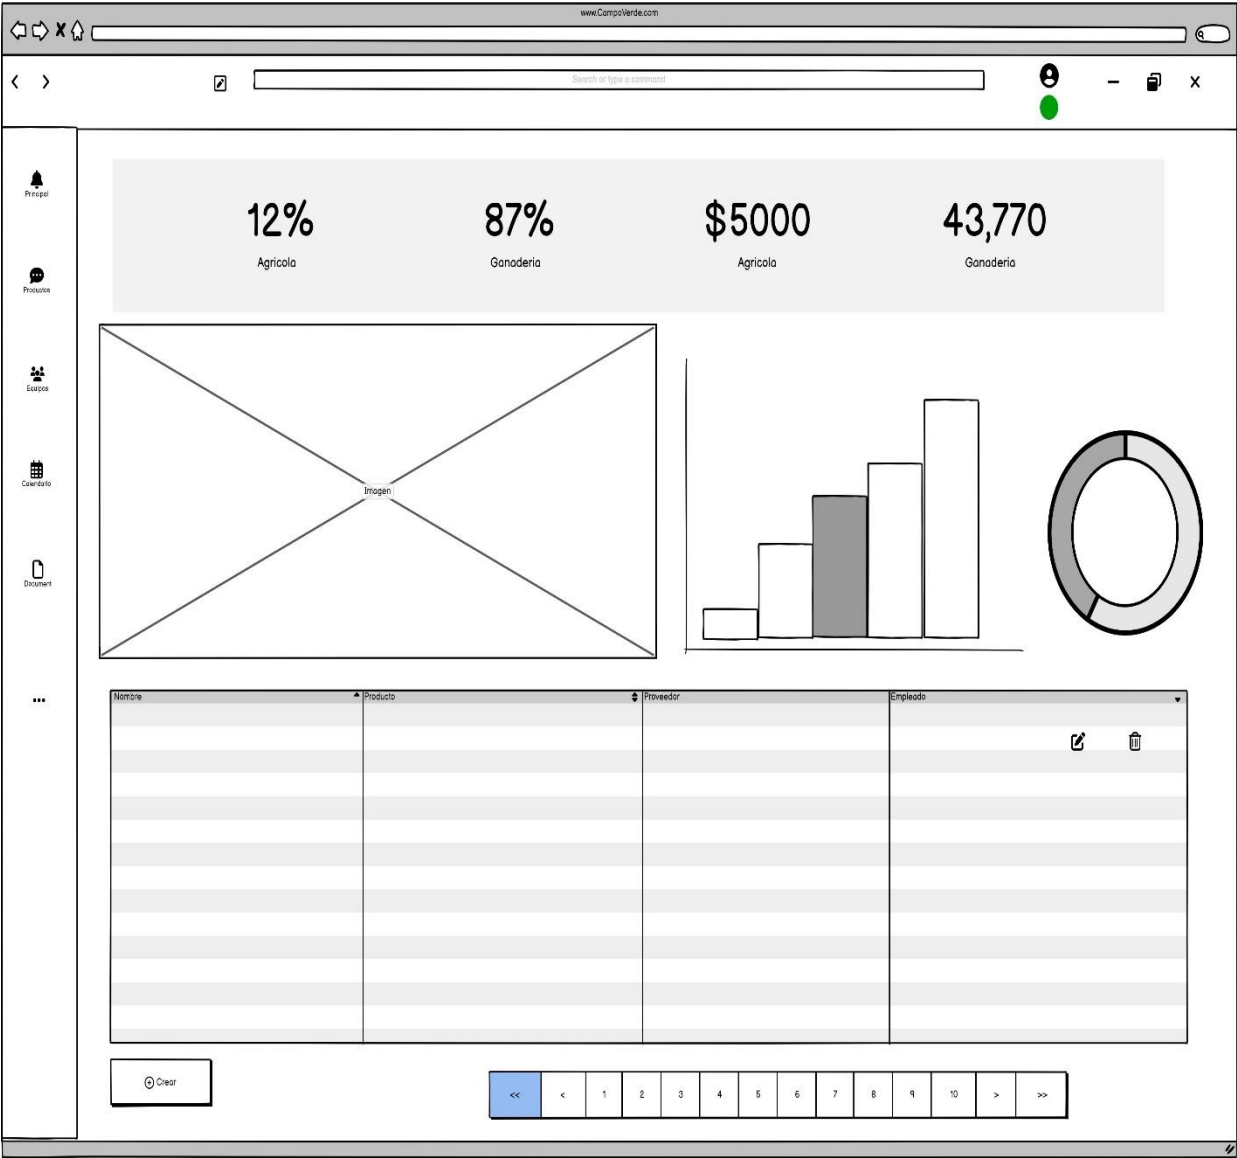 www.CampoVerde.com
Search or type a command
Principal
Productos
Equipos
Calendario
Document
...
12% 87% $5000 43,770
Agricola Ganaderia Agricola Ganaderia
Imagen
Nombre Producto Proveedor Empleado
Crear
<< < 1 2 3 4 5 6 7 8 9 10 > >>